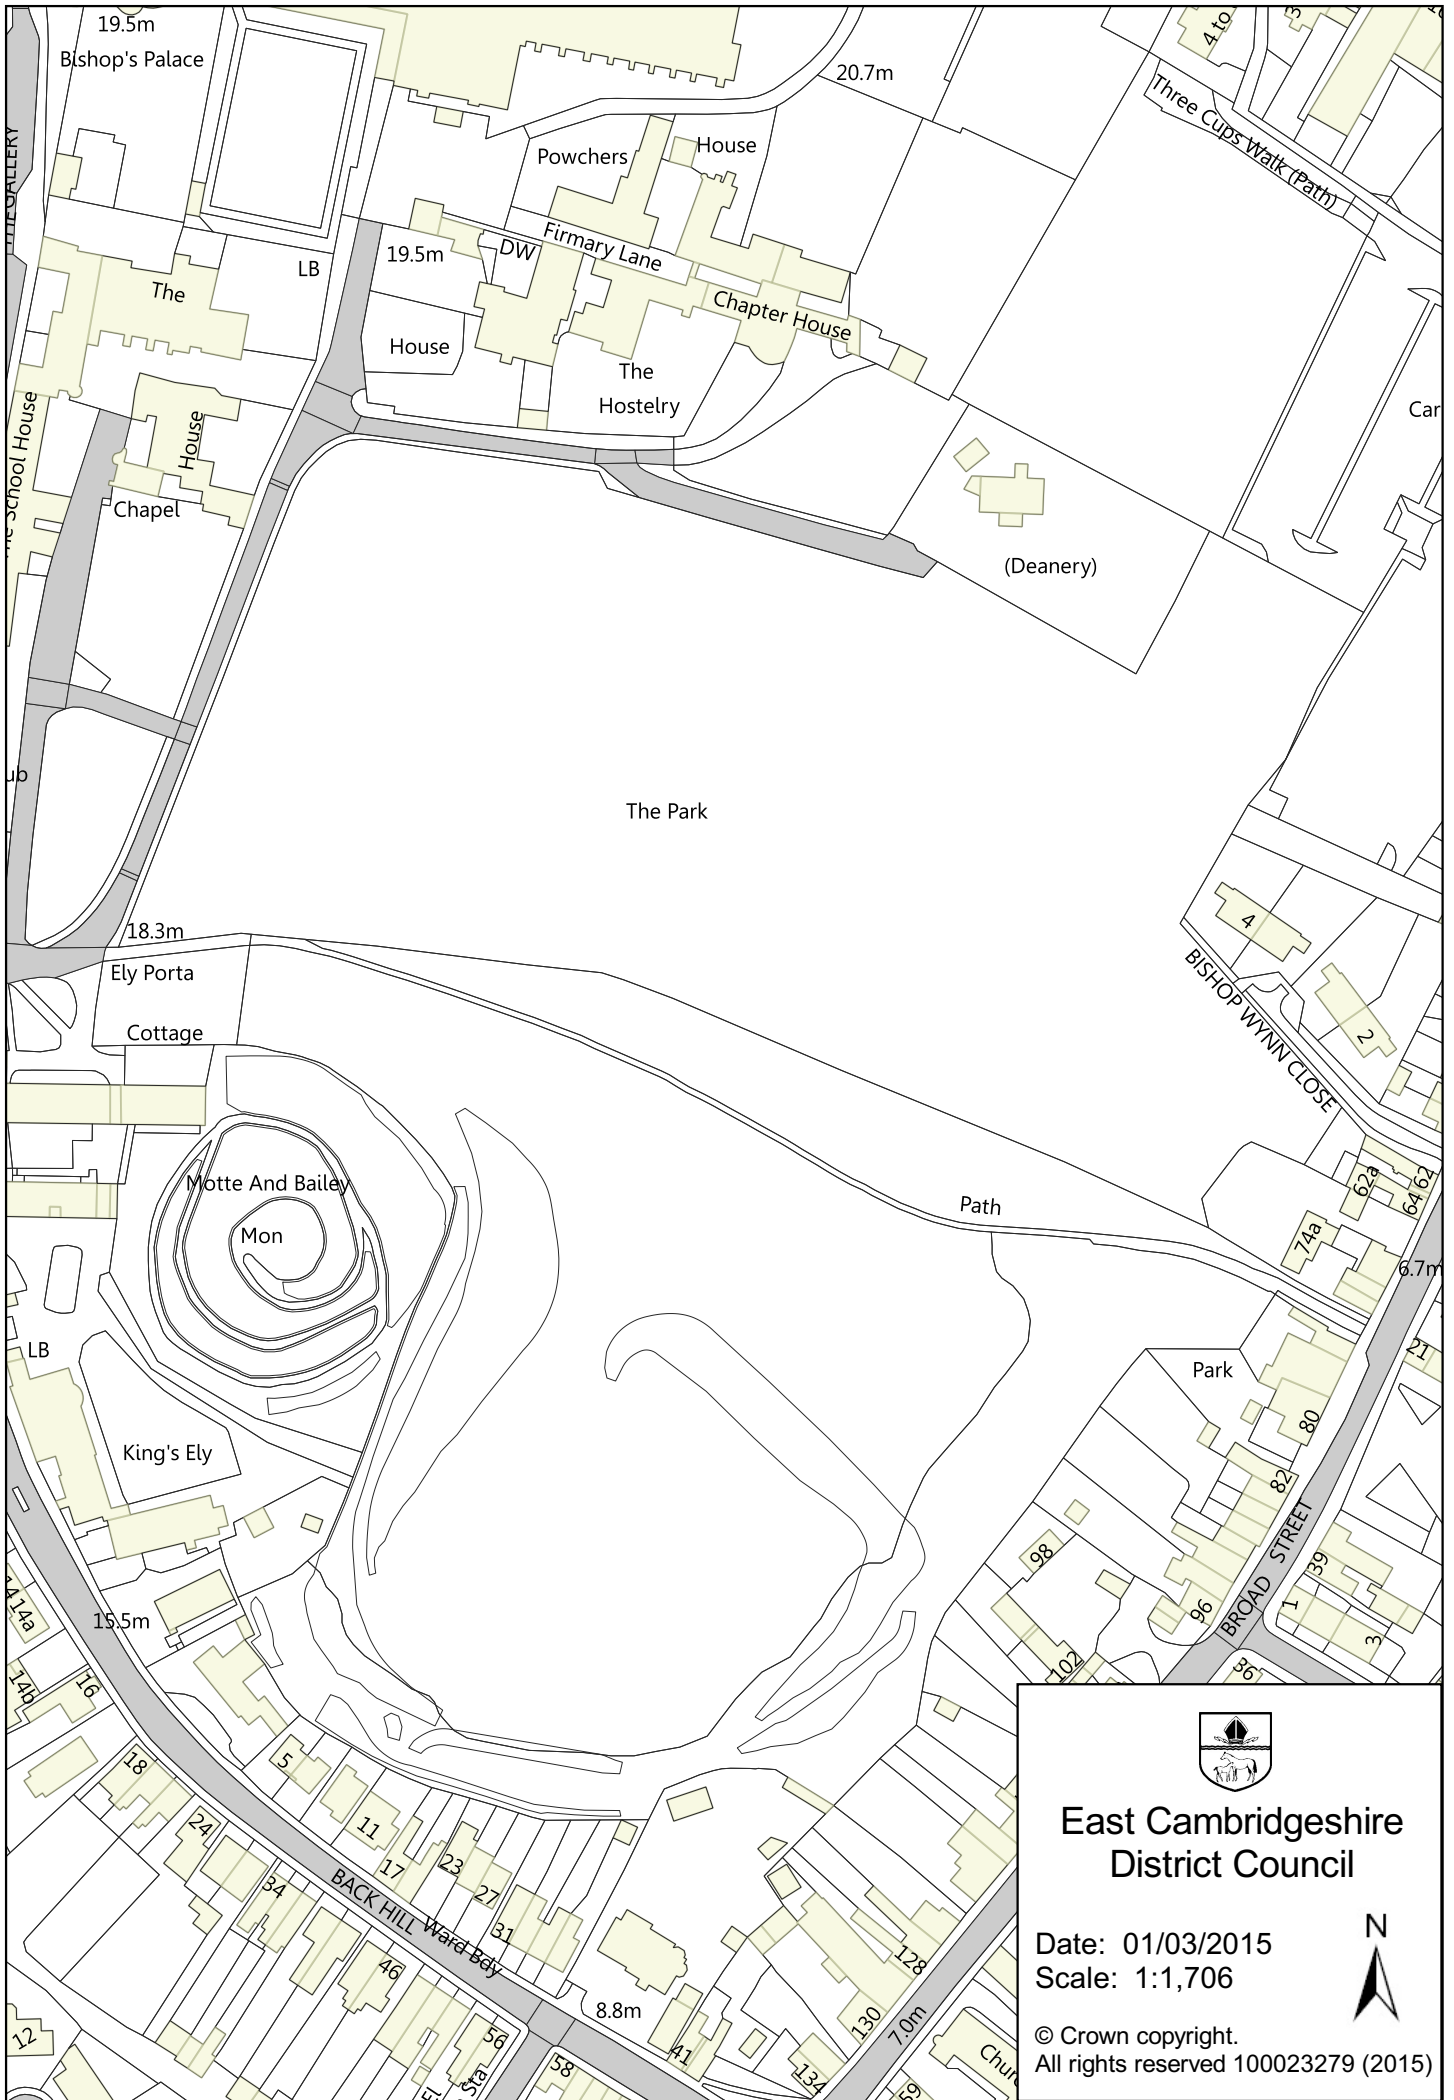 19.5m
Bishop's Palace
20.7m
4 to
Three Cups Walk (Path)
Powchers
House
Firmary Lane
DW
19.5m
LB
The
Chapter House
House
The
Hostelry
House
School House
Chapel
(Deanery)
The Park
18.3m
Ely Porta
Cottage
4
2
BISHOP WYNN CLOSE
Motte And Bailey
Mon
Path
62a
62
64
74a
6.7m
21
LB
Park
80
King's Ely
82
BROAD STREET
98
39
96
1
3
102
36
14a
15.5m
14b
16
18
5
24
11
17
23
27
31
34
BACK HILL
Ward Bdy
46
128
130
7.0m
8.8m
12
56
58
41
134
59
El
Sta
East Cambridgeshire
District Council
N
Date: 01/03/2015
Scale: 1:1,706
© Crown copyright.
All rights reserved 100023279 (2015)